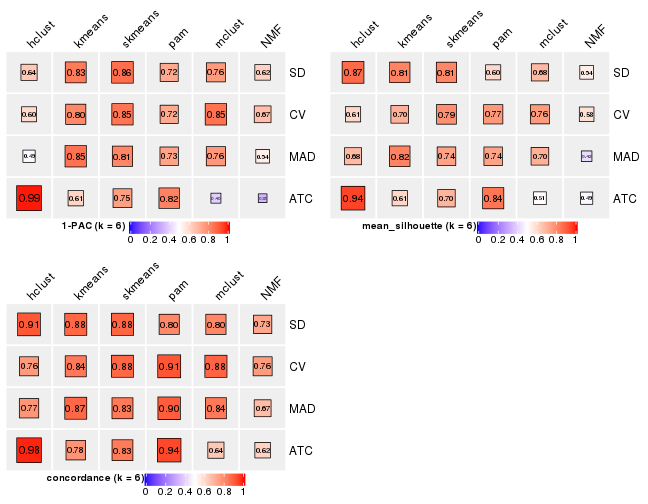 hclust kmeans skmeans pam mclust NMF
0.64 0.83 0.86 0.72 0.76 0.62 SD
0.60 0.80 0.85 0.72 0.85 0.67 CV
0.49 0.85 0.81 0.73 0.76 0.54 MAD
0.99 0.61 0.75 0.82 ATC
1-PAC (k = 6)
0 0.2 0.4 0.6 0.8 1
hclust kmeans skmeans pam mclust NMF
0.87 0.81 0.81 0.60 0.68 0.54 SD
0.61 0.70 0.79 0.77 0.76 0.58 CV
0.68 0.82 0.74 0.74 0.70 MAD
0.94 0.61 0.70 0.84 0.51 0.49 ATC
mean_silhouette (k = 6)
0 0.2 0.4 0.6 0.8 1
hclust kmeans skmeans pam mclust NMF
0.91 0.88 0.88 0.80 0.80 0.73 SD
0.76 0.84 0.88 0.91 0.88 0.76 CV
0.77 0.87 0.83 0.90 0.84 0.67 MAD
0.98 0.78 0.83 0.94 0.64 0.62 ATC
concordance (k = 6)
0 0.2 0.4 0.6 0.8 1